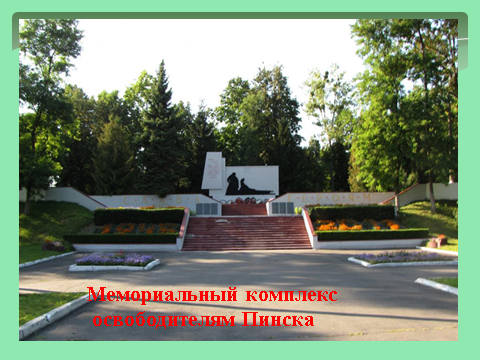 Мемориальный комплекс
освободителям Пинска